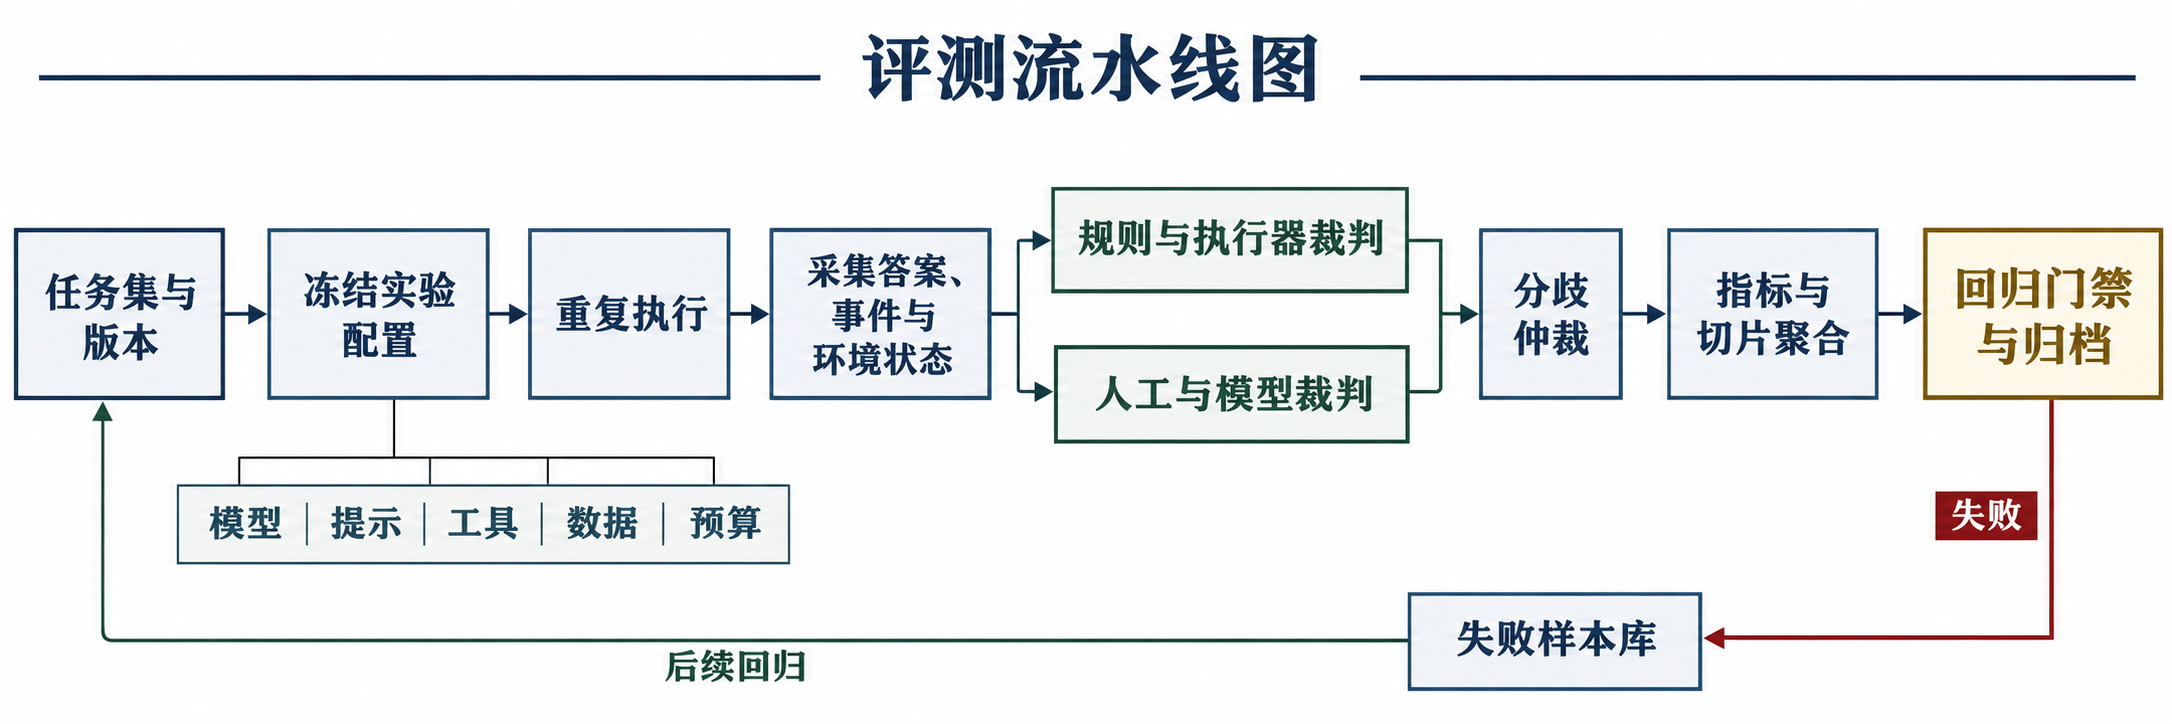 评测流水线图
任务集与
版本
冻结实验
配置
重复执行
采集答案、
事件与
环境状态
规则与执行器裁判
人工与模型裁判
分歧
仲裁
指标与
切片聚合
回归门禁
与归档
模型 提示 工具 数据 预算
失败
失败样本库
后续回归